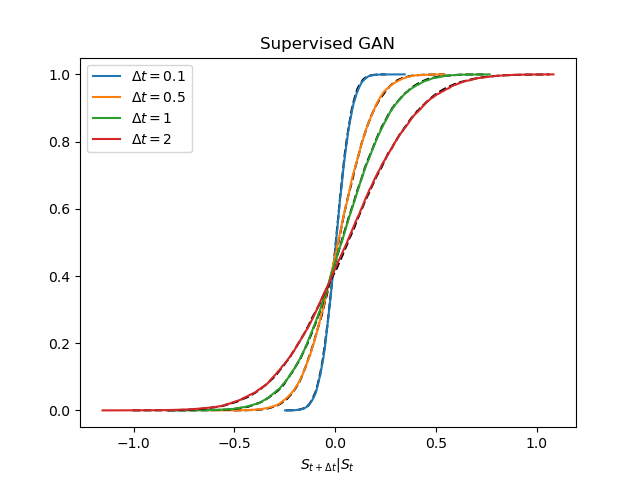 Supervised GAN
Δt = 0.1
Δt = 0.5
Δt = 1
Δt = 2
1.0
0.8
0.6
0.4
0.2
0.0
−1.0 −0.5 0.0 0.5 1.0
S_{t+Δt}|S_t